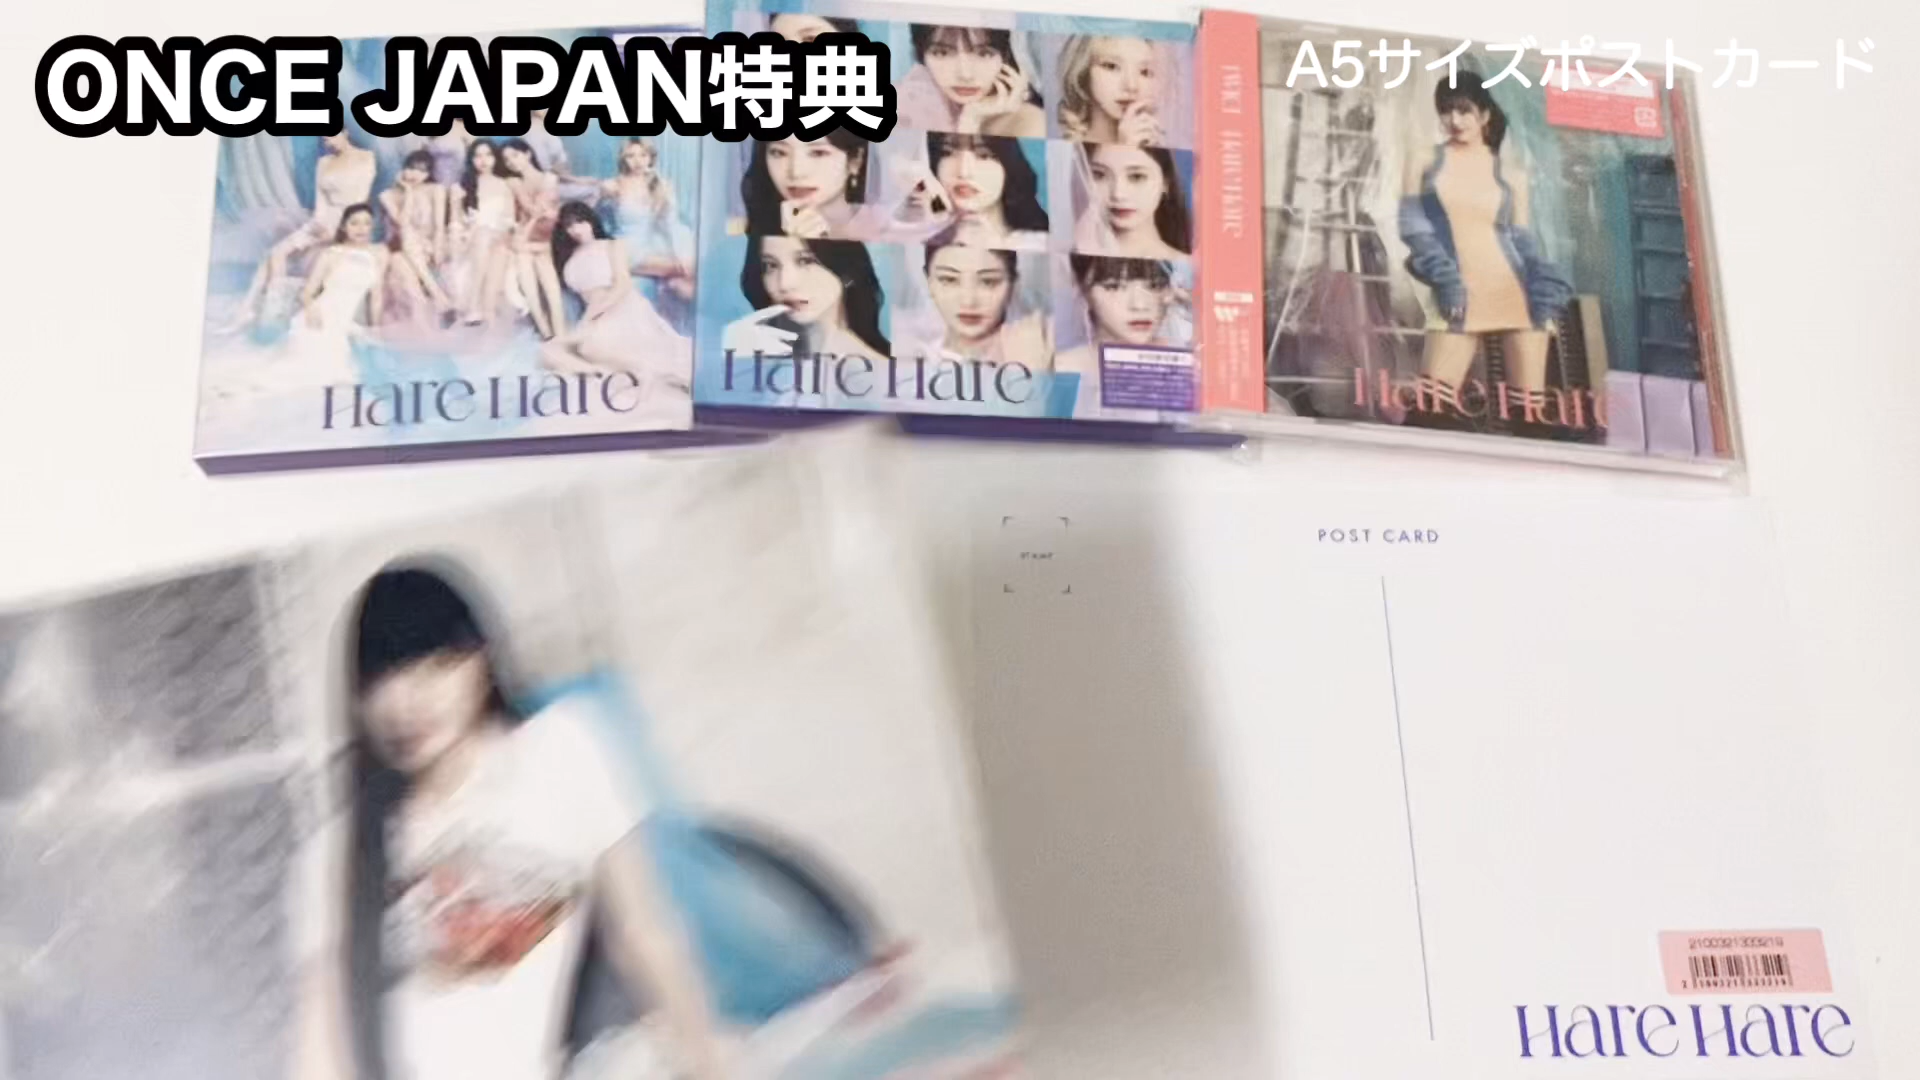 ONCE JAPAN特典
A5サイズポストカード
Hare Hare
Hare Hare
Hare Hare
POST CARD
2100321333219
Hare Hare